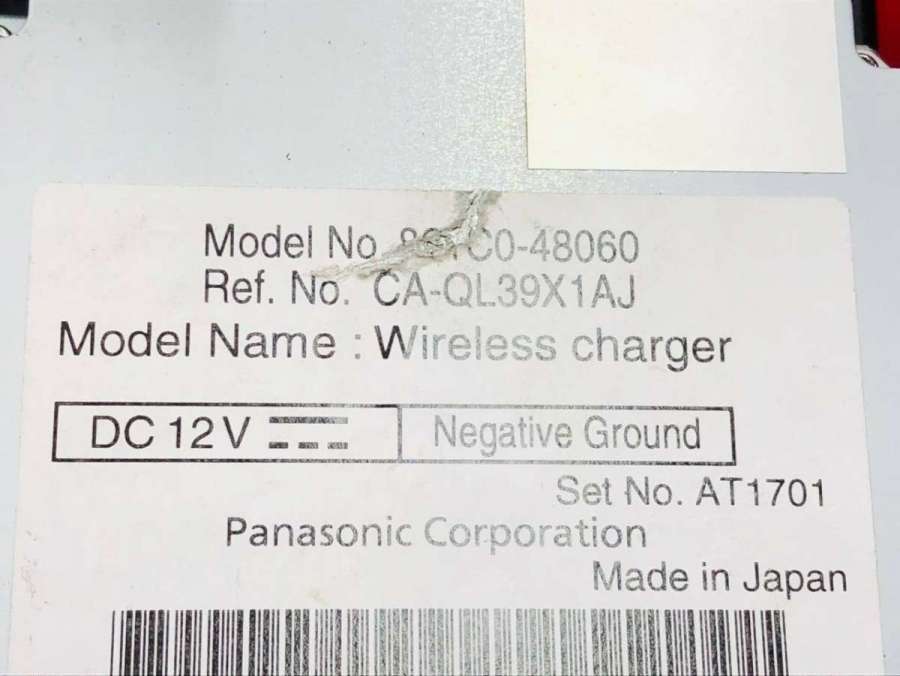 Model No.
Ref. No. CA-QL39X1AJ
Model Name : Wireless charger
DC 12V
Negative Ground
Set No. AT1701
Panasonic Corporation
Made in Japan